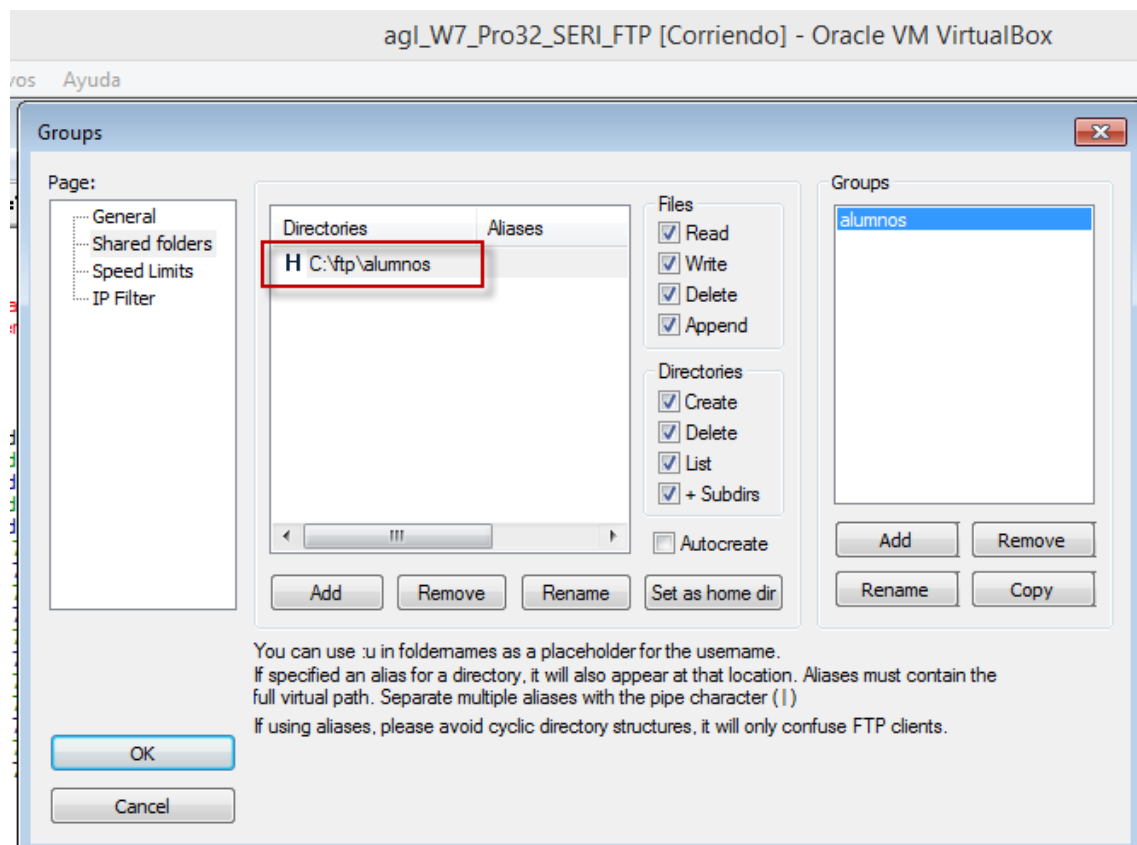 agl_W7_Pro32_SERI_FTP [Corriendo] - Oracle VM VirtualBox
Ayuda
Groups
Page:
General
Shared folders
Speed Limits
IP Filter
Directories Aliases
H C:\ftp\alumnos
Files
Read
Write
Delete
Append
Directories
Create
Delete
List
+ Subdirs
Autocreate
Add Remove Rename Set as home dir
Groups
alumnos
Add Remove
Rename Copy
You can use :u in foldernames as a placeholder for the username.
If specified an alias for a directory, it will also appear at that location. Aliases must contain the
full virtual path. Separate multiple aliases with the pipe character ( | )
If using aliases, please avoid cyclic directory structures, it will only confuse FTP clients.
OK
Cancel